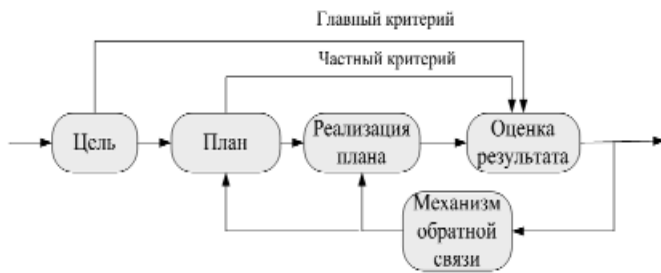 Главный критерий
Частный критерий
Цель
План
Реализация
плана
Оценка
результата
Механизм
обратной
связи